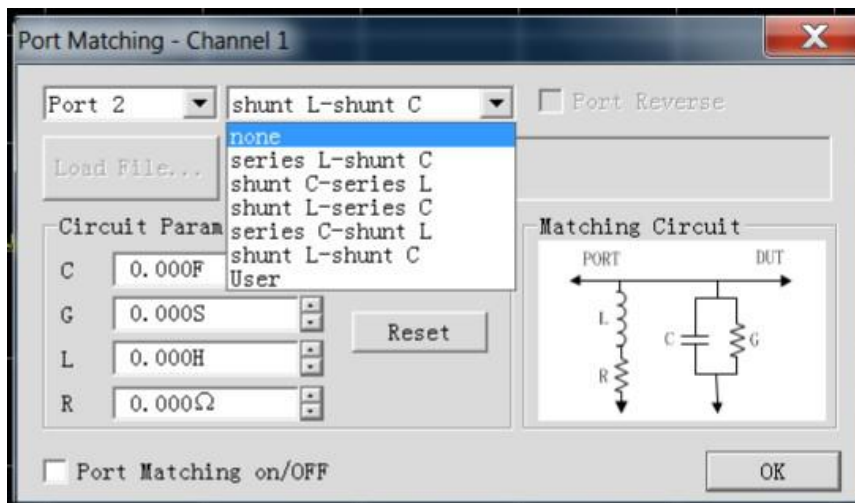 Port Matching - Channel 1
Port 2
shunt L-shunt C
Port Reverse
none
series L-shunt C
shunt C-series L
shunt L-series C
series C-shunt L
shunt L-shunt C
User
Load File...
Circuit Param
C 0.000F
G 0.000S
L 0.000H
R 0.000Ω
Reset
Matching Circuit
PORT DUT
L
C
G
R
Port Matching on/OFF
OK